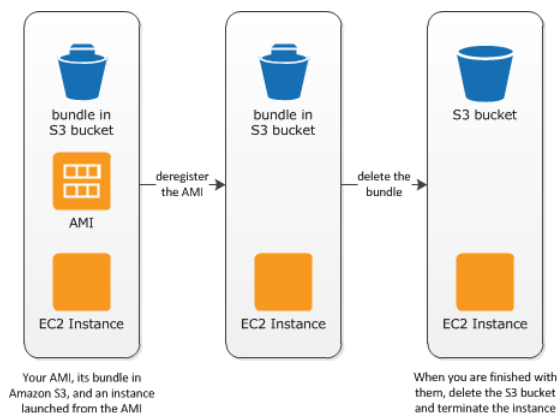 bundle in
S3 bucket
AMI
EC2 Instance
Your AMI, its bundle in
Amazon S3, and an instance
launched from the AMI
deregister
the AMI
bundle in
S3 bucket
EC2 Instance
delete the
bundle
S3 bucket
EC2 Instance
When you are finished with
them, delete the S3 bucket
and terminate the instance